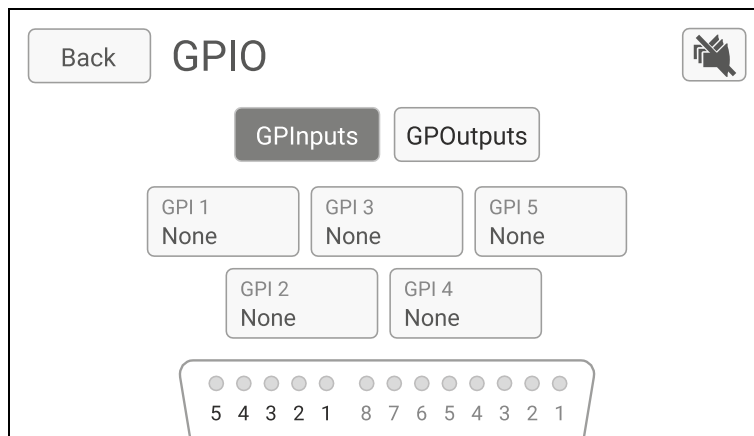 Back GPIO
GPInputs GPOutputs
GPI 1 GPI 3 GPI 5
None None None
GPI 2 GPI 4
None None
5 4 3 2 1 8 7 6 5 4 3 2 1